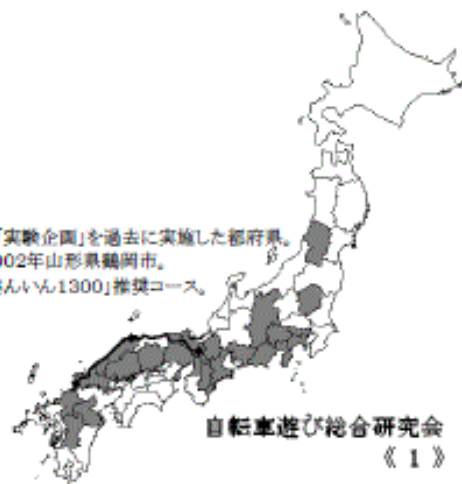 「実験企画」を過去に実施した都府県。
002年山形県鶴岡市。
さんいん1300」推奨コース。
自転車遊び総合研究会
《 1 》